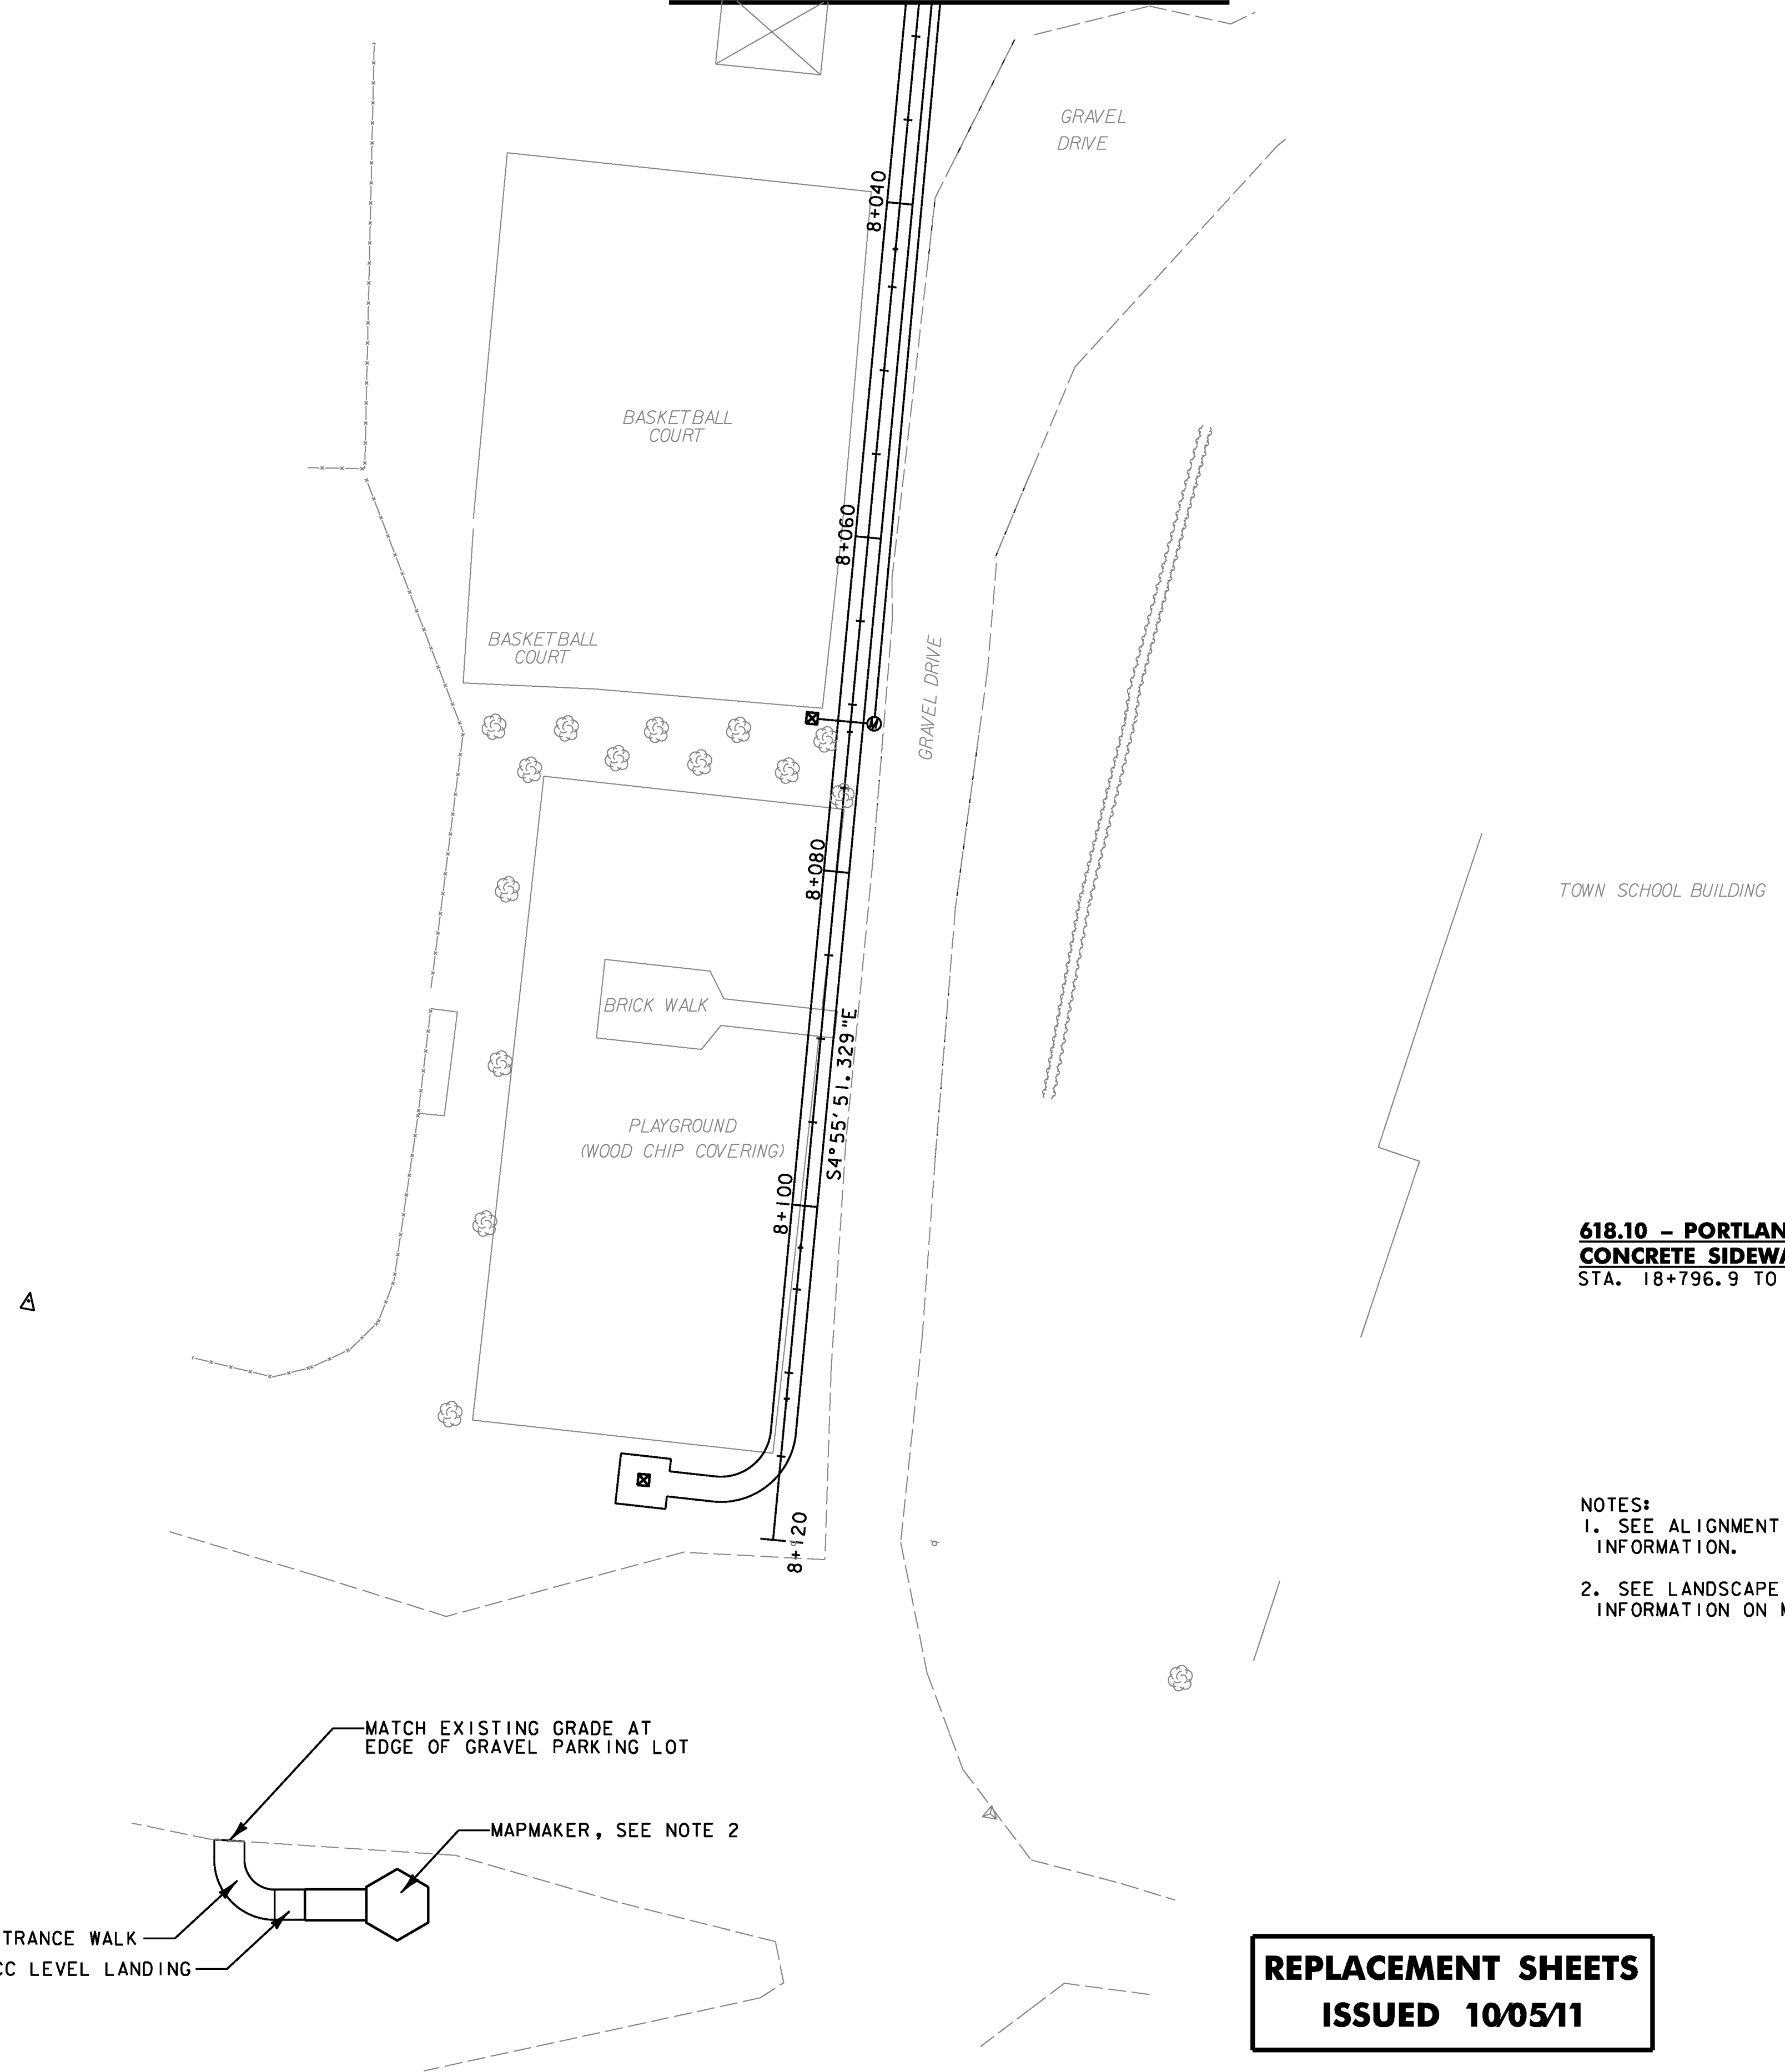 GRAVEL
DRIVE
8+040
BASKETBALL
COURT
8+060
BASKETBALL
COURT
GRAVEL DRIVE
8+080
TOWN SCHOOL BUILDING
BRICK WALK
S4°55'51.329"E
PLAYGROUND
(WOOD CHIP COVERING)
8+100
618.10 – PORTLAN
CONCRETE SIDEWA
STA. 18+796.9 TO
8+120
NOTES:
1. SEE ALIGNMENT
INFORMATION.
2. SEE LANDSCAPE
INFORMATION ON
MATCH EXISTING GRADE AT
EDGE OF GRAVEL PARKING LOT
MAPMAKER, SEE NOTE 2
TRANCE WALK
CC LEVEL LANDING
REPLACEMENT SHEETS
ISSUED 10/05/11